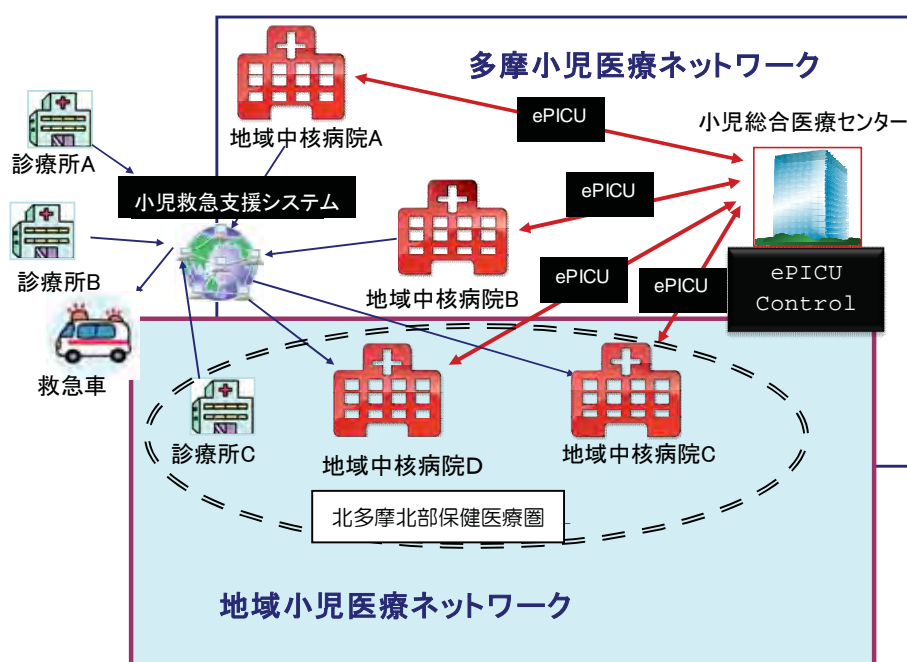 多摩小児医療ネットワーク
ePICU
小児総合医療センター
地域中核病院A
診療所A
ePICU
小児救急支援システム
診療所B
地域中核病院B
ePICU
ePICU
ePICU
Control
救急車
診療所C
地域中核病院D
地域中核病院C
北多摩北部保健医療圏
地域小児医療ネットワーク